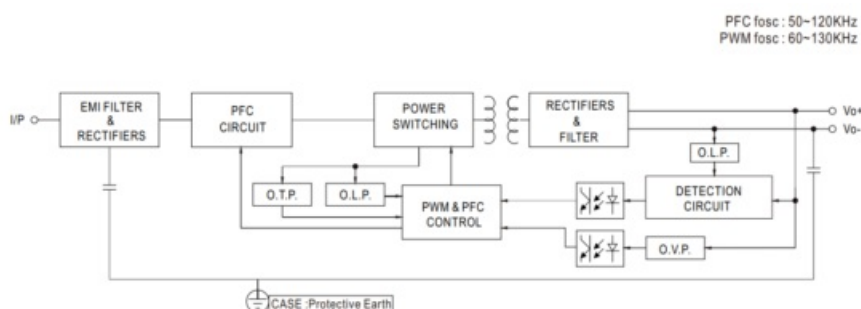 PFC fosc : 50~120KHz
PWM fosc : 60~130KHz
I/P
EMI FILTER
&
RECTIFIERS
PFC
CIRCUIT
POWER
SWITCHING
RECTIFIERS
&
FILTER
Vo+
Vo-
O.L.P.
O.T.P.
O.L.P.
PWM & PFC
CONTROL
DETECTION
CIRCUIT
O.V.P.
CASE :Protective Earth